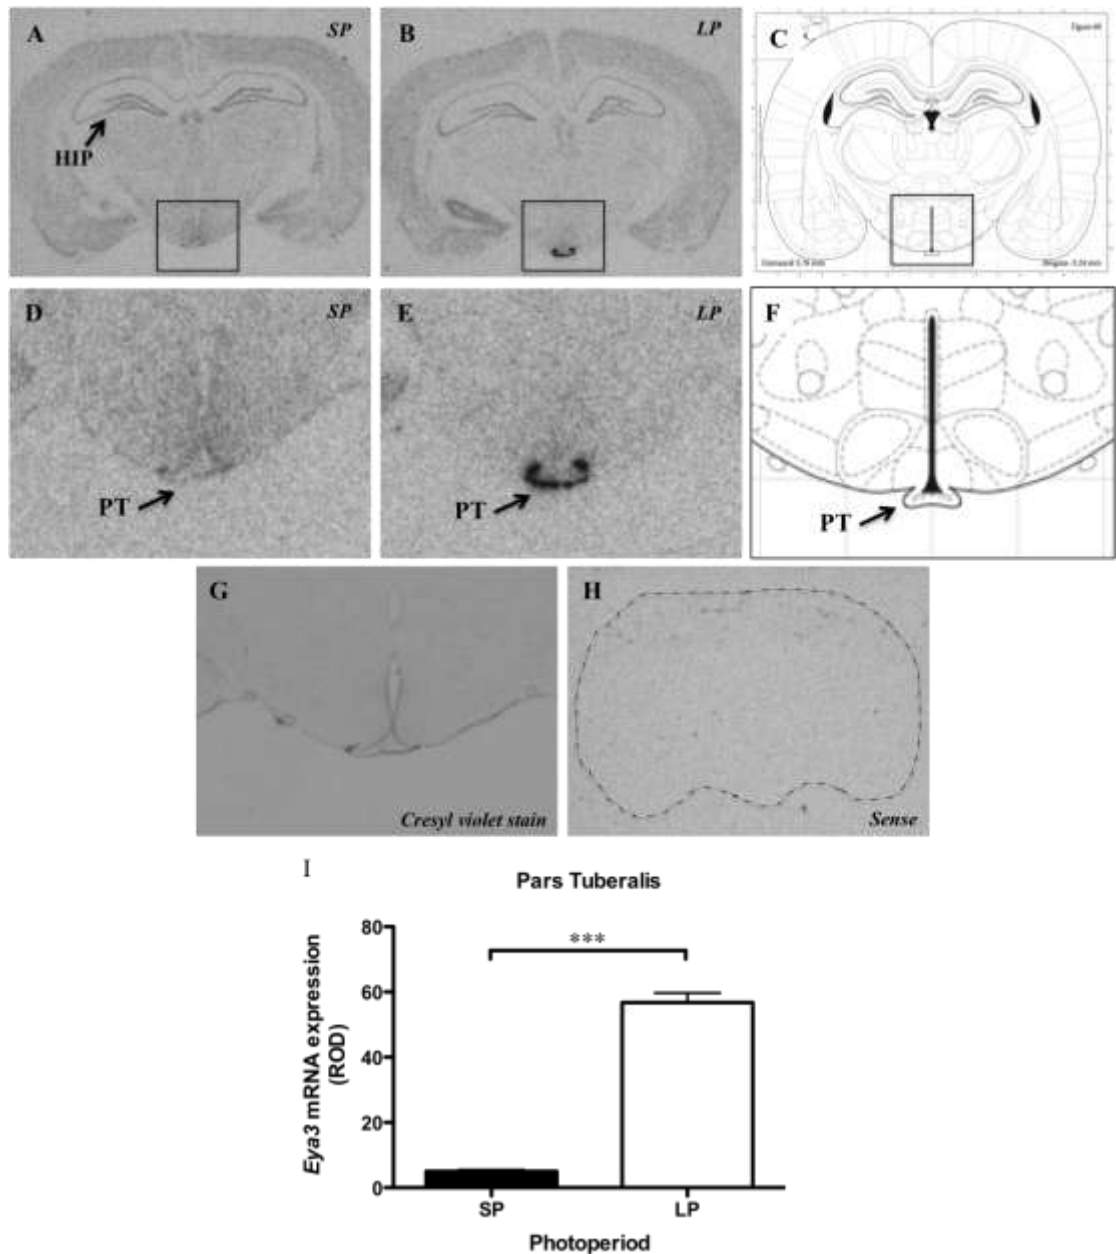 A SP
B LP
C Figure
HIP
D SP
E LP
F
PT
PT
PT
G
H
Cresyl violet stain
Sense
I
Pars Tuberalis
***
80
60
40
20
0
Eya3 mRNA expression
(ROD)
SP
LP
Photoperiod